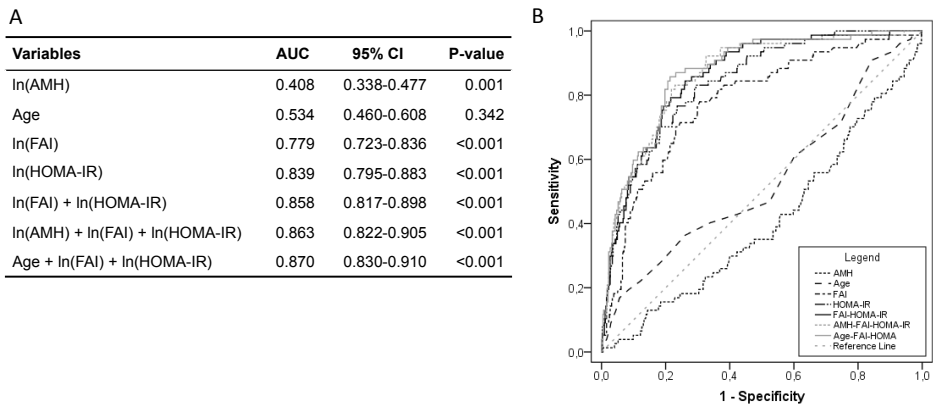 A
Variables AUC 95% CI P-value
ln(AMH) 0.408 0.338-0.477 0.001
Age 0.534 0.460-0.608 0.342
ln(FAI) 0.779 0.723-0.836 <0.001
ln(HOMA-IR) 0.839 0.795-0.883 <0.001
ln(FAI) + ln(HOMA-IR) 0.858 0.817-0.898 <0.001
ln(AMH) + ln(FAI) + ln(HOMA-IR) 0.863 0.822-0.905 <0.001
Age + ln(FAI) + ln(HOMA-IR) 0.870 0.830-0.910 <0.001
B
Sensitivity
1,0
0,8
0,6
0,4
0,2
0,0
Legend
AMH
Age
FAI
HOMA-IR
FAI-HOMA-IR
AMH-FAI-HOMA-IR
Age-FAI-HOMA
Reference Line
0,0 0,2 0,4 0,6 0,8 1,0
1 - Specificity